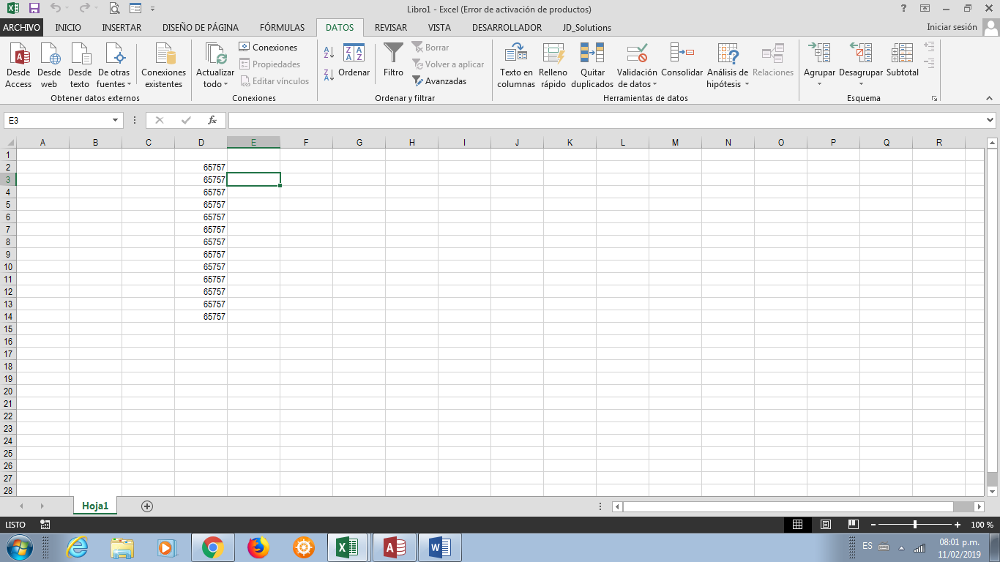 Libro1 - Excel (Error de activación de productos)
ARCHIVO INICIO INSERTAR DISEÑO DE PÁGINA FÓRMULAS DATOS REVISAR VISTA DESARROLLADOR JD_Solutions Iniciar sesión
Desde Access
Desde web
Desde texto
De otras fuentes
Conexiones existentes
Obtener datos externos
Actualizar todo
Conexiones
Propiedades
Editar vínculos
Conexiones
Ordenar
Filtro
Borrar
Volver a aplicar
Avanzadas
Ordenar y filtrar
Texto en columnas
Relleno rápido
Quitar duplicados
Validación de datos
Consolidar
Análisis de hipótesis
Relaciones
Herramientas de datos
Agrupar
Desagrupar
Subtotal
Esquema
E3 fx
A B C D E F G H I J K L M N O P Q R
1
2 65757
3 65757
4 65757
5 65757
6 65757
7 65757
8 65757
9 65757
10 65757
11 65757
12 65757
13 65757
14 65757
15
16
17
18
19
20
21
22
23
24
25
26
27
28
Hoja1
LISTO 100 %
ES 08:01 p.m.
11/02/2019